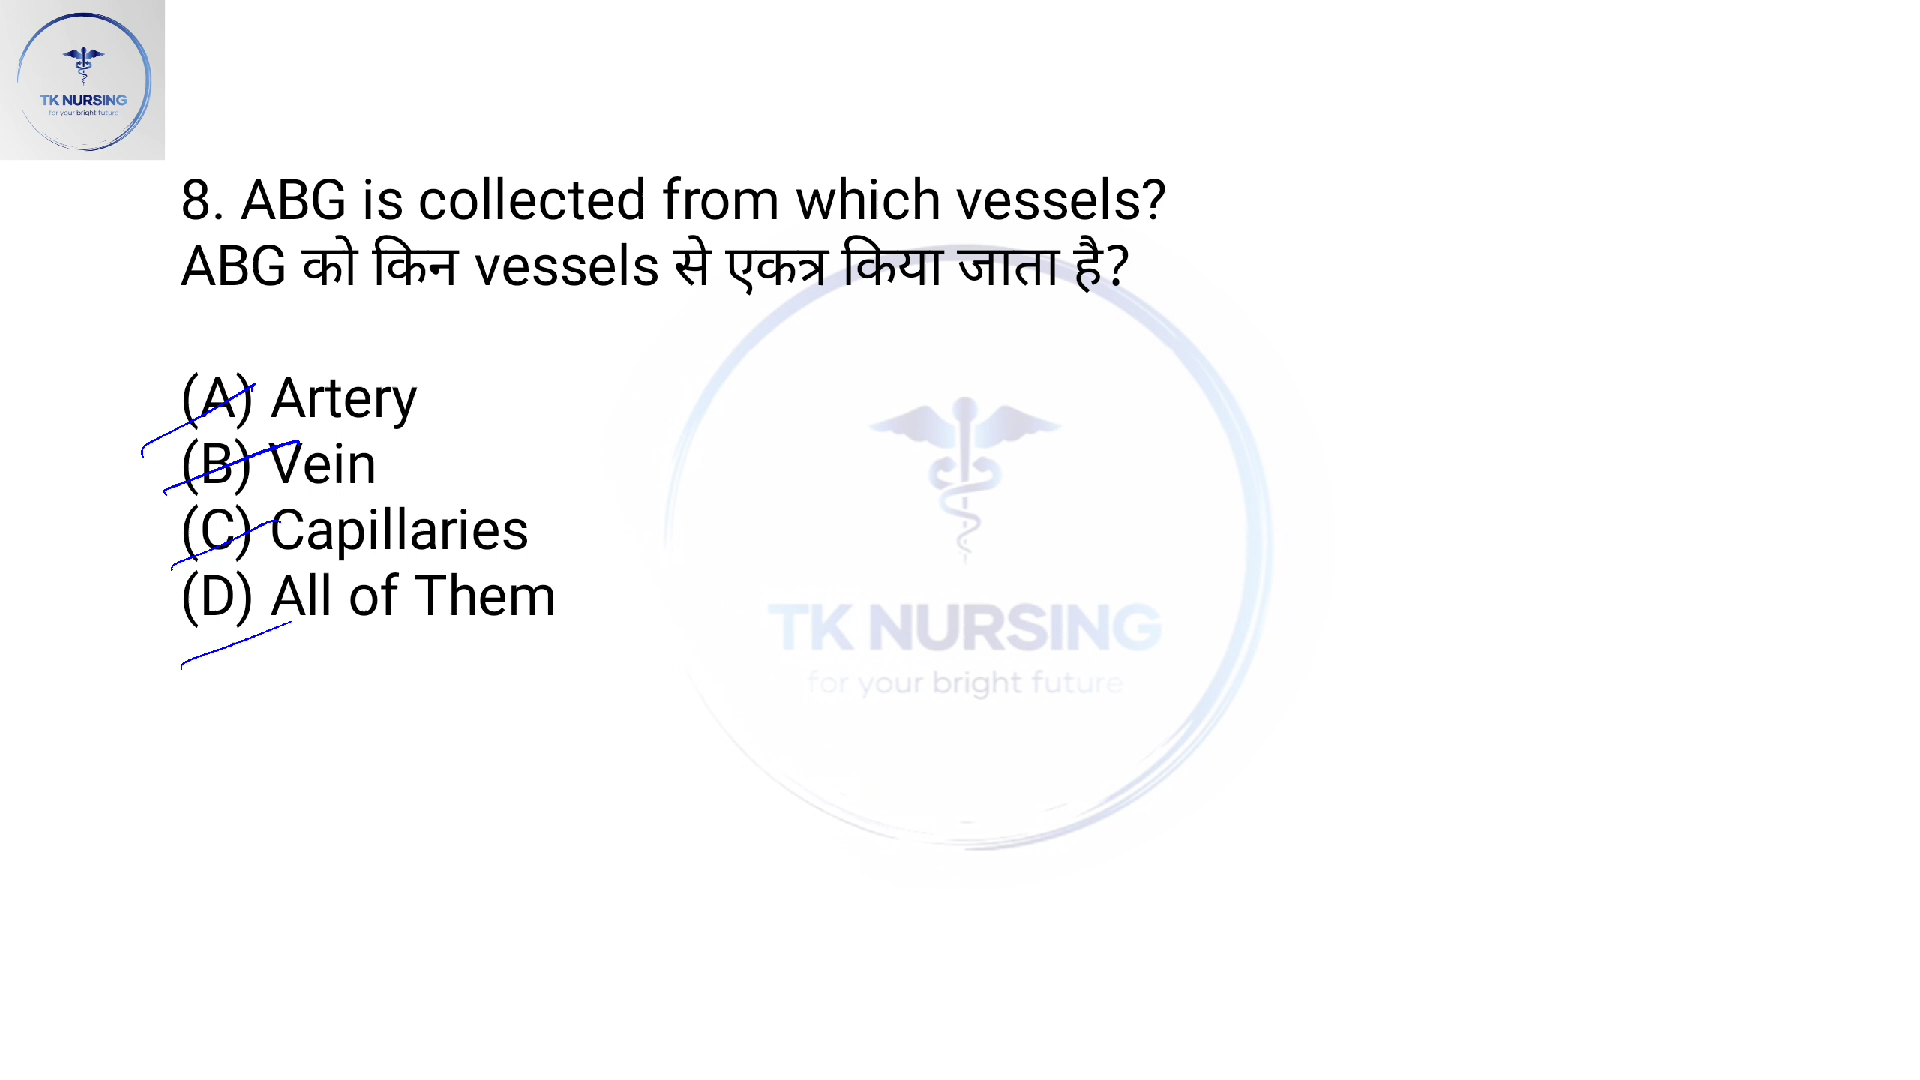 TK NURSING
for your bright future
8. ABG is collected from which vessels?
ABG को किन vessels से एकत्र किया जाता है?
(A) Artery
(B) Vein
(C) Capillaries
(D) All of Them
TK NURSING
for your bright future